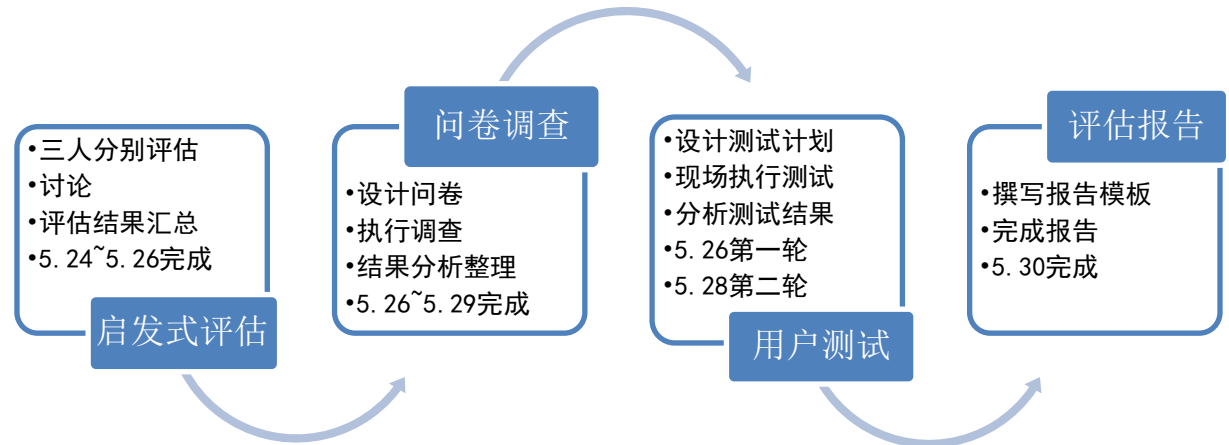 •三人分别评估
•讨论
•评估结果汇总
•5.24~5.26完成
启发式评估
问卷调查
•设计问卷
•执行调查
•结果分析整理
•5.26~5.29完成
•设计测试计划
•现场执行测试
•分析测试结果
•5.26第一轮
•5.28第二轮
用户测试
评估报告
•撰写报告模板
•完成报告
•5.30完成